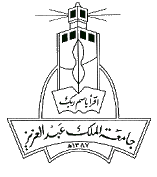 اقرأ باسم ربك
جامعة الملك عبد العزيز
١٣٨٧هـ